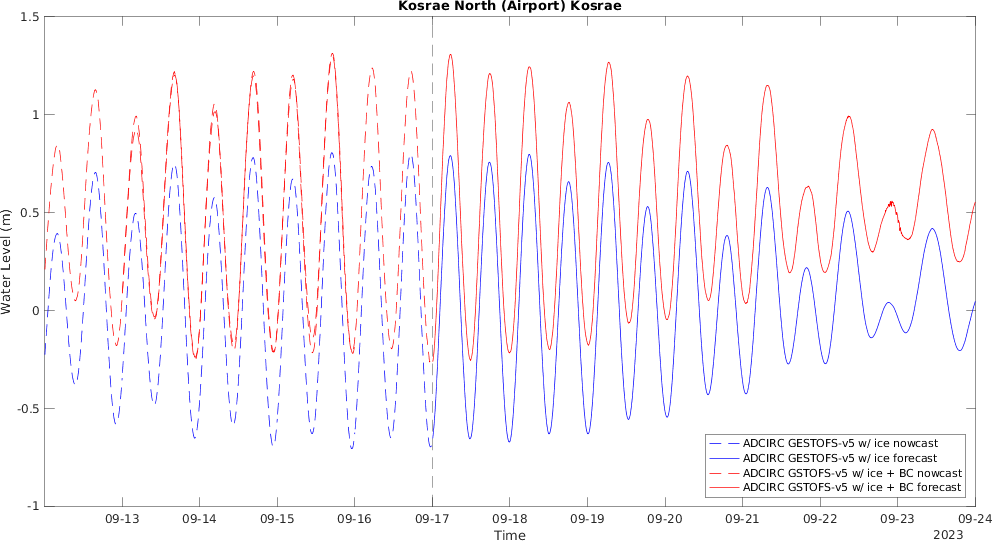 Kosrae North (Airport) Kosrae
1.5
1
0.5
0
-0.5
-1
Water Level (m)
09-13 09-14 09-15 09-16 09-17 09-18 09-19 09-20 09-21 09-22 09-23 09-24
Time
2023
ADCIRC GESTOFS-v5 w/ ice nowcast
ADCIRC GESTOFS-v5 w/ ice forecast
ADCIRC GSTOFS-v5 w/ ice + BC nowcast
ADCIRC GSTOFS-v5 w/ ice + BC forecast